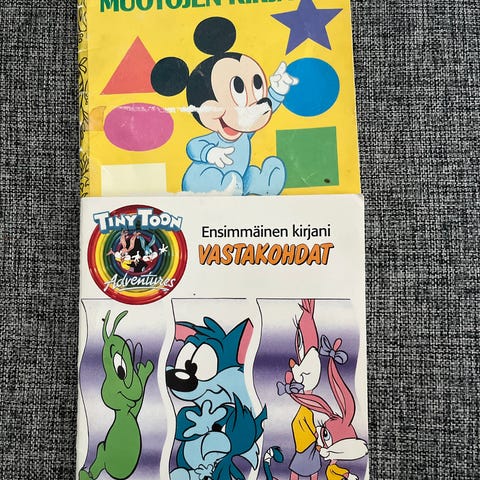 MUOTOJEN KIRJA
TINY TOON
Adventures
Ensimmäinen kirjani
VASTAKOHDAT